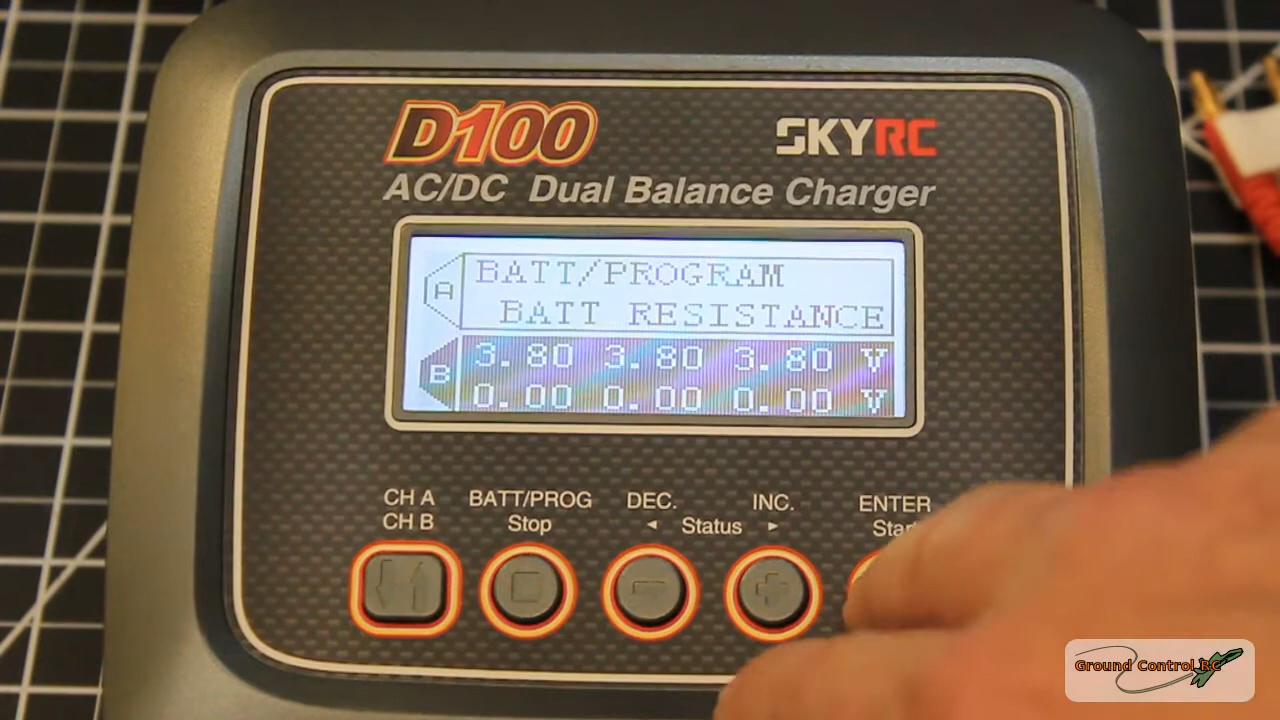 D100
SKYRC
AC/DC Dual Balance Charger
A
BATT/PROGRAM
BATT RESISTANCE
B
3.80 3.80 3.80 V
0.00 0.00 0.00 V
CH A
CH B
BATT/PROG
Stop
DEC.
INC.
◄ Status ►
ENTER
Start
Ground Control RC